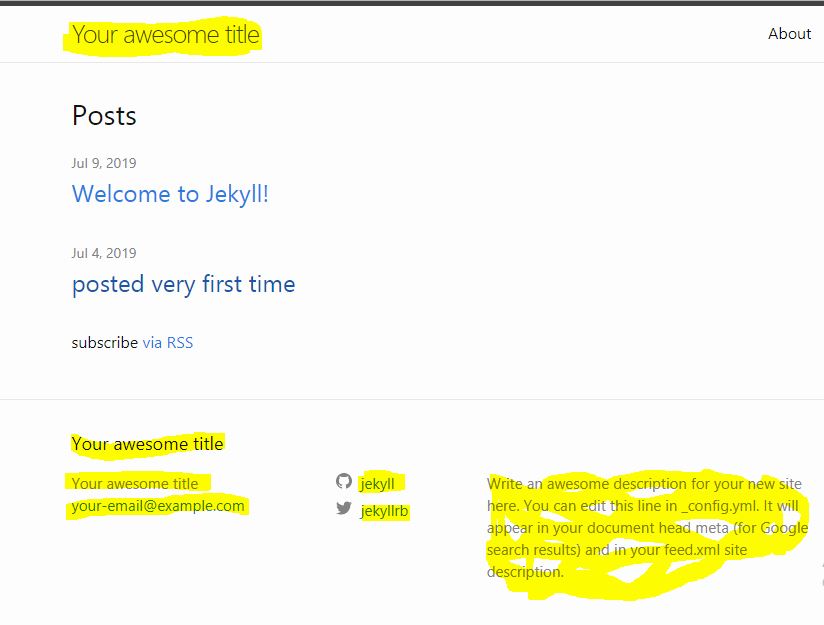 Your awesome title
About
Posts
Jul 9, 2019
Welcome to Jekyll!
Jul 4, 2019
posted very first time
subscribe via RSS
Your awesome title
Your awesome title
your-email@example.com
jekyll
jekyllrb
Write an awesome description for your new site
here. You can edit this line in _config.yml. It will
appear in your document head meta (for Google
search results) and in your feed.xml site
description.